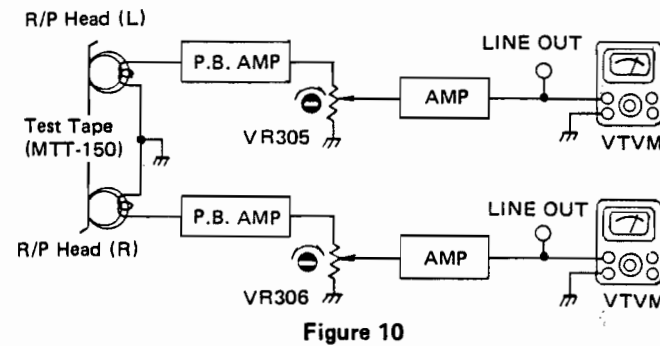 R/P Head (L)
P.B. AMP
LINE OUT
AMP
VR305
VTVM
Test Tape
(MTT-150)
P.B. AMP
LINE OUT
R/P Head (R)
AMP
VR306
VTVM
Figure 10